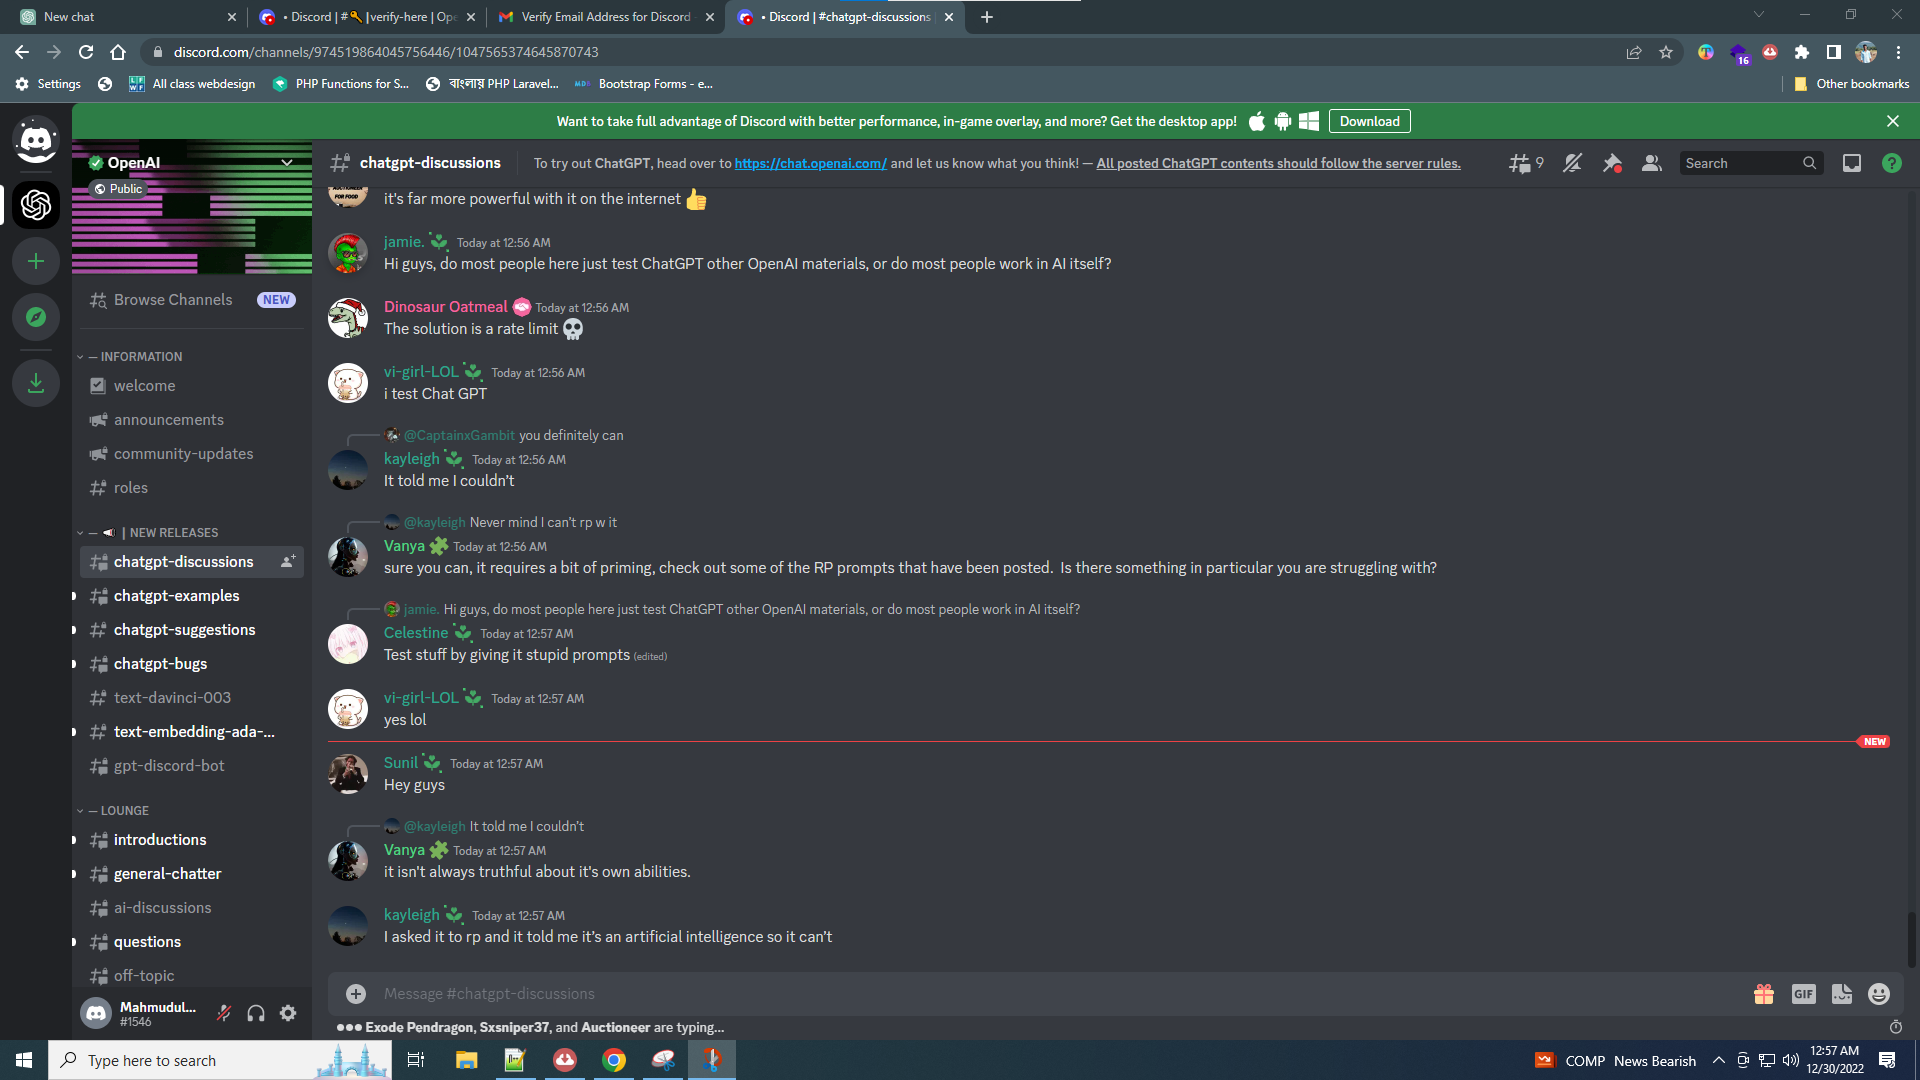 New chat
• Discord | #🔑 |verify-here | Ope
Verify Email Address for Discord
• Discord | #chatgpt-discussions
discord.com/channels/974519864045756446/1047565374645870743
16
Settings
LF WF All class webdesign
PHP Functions for S...
বাংলায় PHP Laravel...
MDB Bootstrap Forms - e...
Other bookmarks
Want to take full advantage of Discord with better performance, in-game overlay, and more? Get the desktop app!
Download
OpenAI
Public
# chatgpt-discussions
To try out ChatGPT, head over to https://chat.openai.com/ and let us know what you think! — All posted ChatGPT contents should follow the server rules.
9
Search
Browse Channels NEW
— INFORMATION
welcome
announcements
community-updates
roles
— 📢 | NEW RELEASES
chatgpt-discussions
chatgpt-examples
chatgpt-suggestions
chatgpt-bugs
text-davinci-003
text-embedding-ada-...
gpt-discord-bot
— LOUNGE
introductions
general-chatter
ai-discussions
questions
off-topic
Mahmudul...
#1546
FOR FOOD
it's far more powerful with it on the internet 👍
jamie. Today at 12:56 AM
Hi guys, do most people here just test ChatGPT other OpenAI materials, or do most people work in AI itself?
Dinosaur Oatmeal Today at 12:56 AM
The solution is a rate limit 💀
vi-girl-LOL Today at 12:56 AM
i test Chat GPT
@CaptainxGambit you definitely can
kayleigh Today at 12:56 AM
It told me I couldn't
@kayleigh Never mind I can't rp w it
Vanya Today at 12:56 AM
sure you can, it requires a bit of priming, check out some of the RP prompts that have been posted. Is there something in particular you are struggling with?
jamie. Hi guys, do most people here just test ChatGPT other OpenAI materials, or do most people work in AI itself?
Celestine Today at 12:57 AM
Test stuff by giving it stupid prompts (edited)
vi-girl-LOL Today at 12:57 AM
yes lol
NEW
Sunil Today at 12:57 AM
Hey guys
@kayleigh It told me I couldn't
Vanya Today at 12:57 AM
it isn't always truthful about it's own abilities.
kayleigh Today at 12:57 AM
I asked it to rp and it told me it's an artificial intelligence so it can't
Message #chatgpt-discussions
GIF
Exode Pendragon, Sxsniper37, and Auctioneer are typing...
Type here to search
COMP News Bearish
12:57 AM
12/30/2022